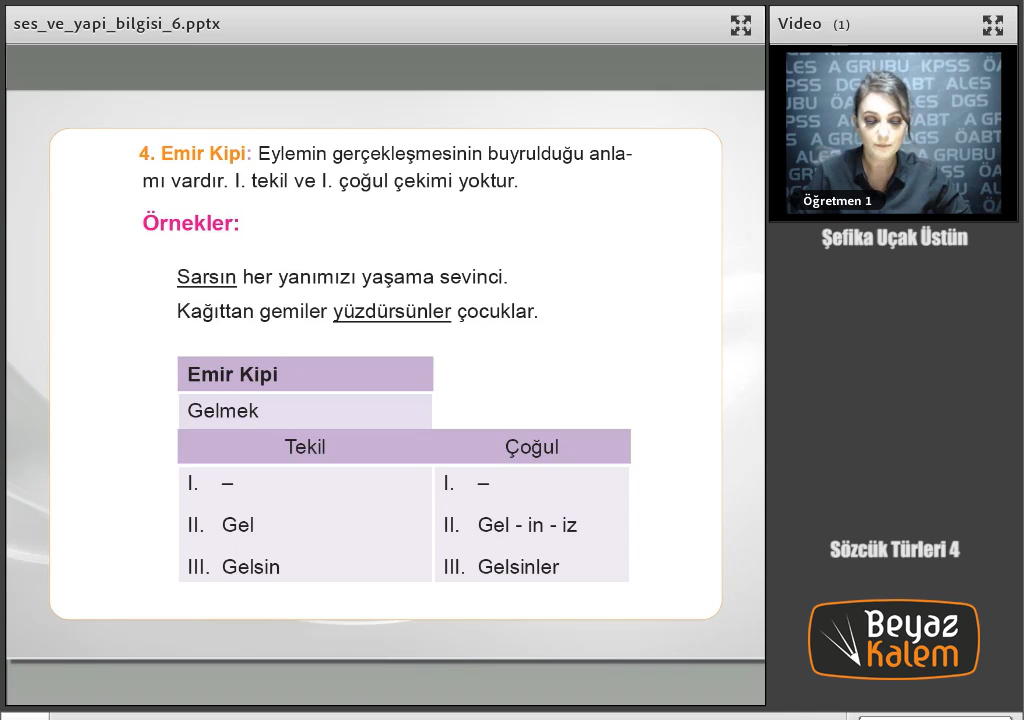 ses_ve_yapi_bilgisi_6.pptx
4. Emir Kipi: Eylemin gerçekleşmesinin buyrulduğu anla-
mı vardır. I. tekil ve I. çoğul çekimi yoktur.
Örnekler:
Sarsın her yanımızı yaşama sevinci.
Kağıttan gemiler yüzdürsünler çocuklar.
Emir Kipi
Gelmek
Tekil Çoğul
I. – I. –
II. Gel II. Gel - in - iz
III. Gelsin III. Gelsinler
Video (1)
A GRUBU KPSS
Öğretmen 1
Şefika Uçak Üstün
Sözcük Türleri 4
Beyaz
Kalem